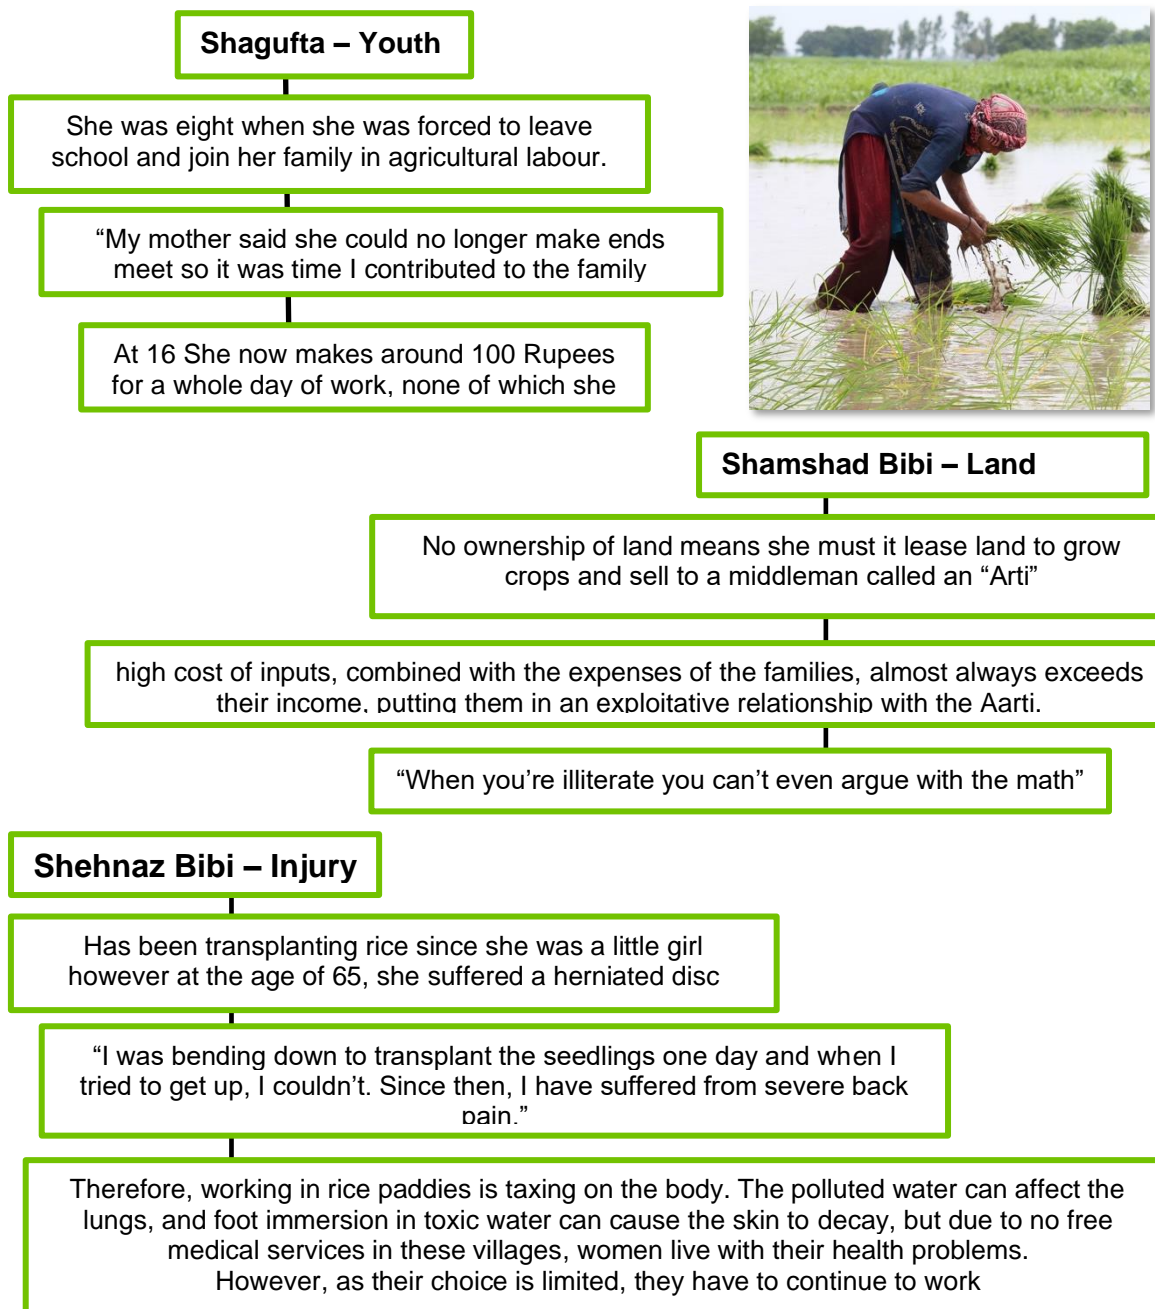 Shagufta – Youth
She was eight when she was forced to leave
school and join her family in agricultural labour.
“My mother said she could no longer make ends
meet so it was time I contributed to the family
At 16 She now makes around 100 Rupees
for a whole day of work, none of which she
Shamshad Bibi – Land
No ownership of land means she must it lease land to grow
crops and sell to a middleman called an “Arti”
high cost of inputs, combined with the expenses of the families, almost always exceeds
their income, putting them in an exploitative relationship with the Aarti.
“When you’re illiterate you can’t even argue with the math”
Shehnaz Bibi – Injury
Has been transplanting rice since she was a little girl
however at the age of 65, she suffered a herniated disc
“I was bending down to transplant the seedlings one day and when I
tried to get up, I couldn’t. Since then, I have suffered from severe back
pain.”
Therefore, working in rice paddies is taxing on the body. The polluted water can affect the
lungs, and foot immersion in toxic water can cause the skin to decay, but due to no free
medical services in these villages, women live with their health problems.
However, as their choice is limited, they have to continue to work